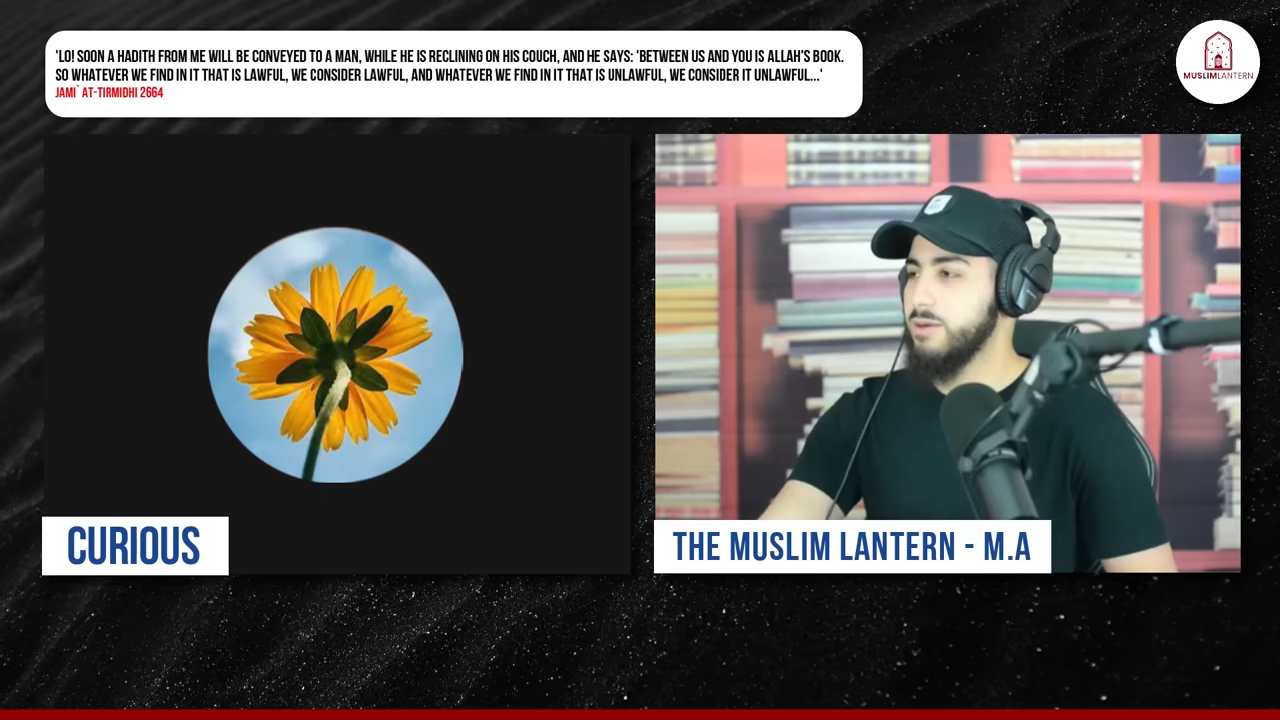 'LO! SOON A HADITH FROM ME WILL BE CONVEYED TO A MAN, WHILE HE IS RECLINING ON HIS COUCH, AND HE SAYS: 'BETWEEN US AND YOU IS ALLAH'S BOOK.
SO WHATEVER WE FIND IN IT THAT IS LAWFUL, WE CONSIDER LAWFUL, AND WHATEVER WE FIND IN IT THAT IS UNLAWFUL, WE CONSIDER IT UNLAWFUL...'
JAMI` AT-TIRMIDHI 2664
MUSLIMLANTERN
CURIOUS
THE MUSLIM LANTERN - M.A